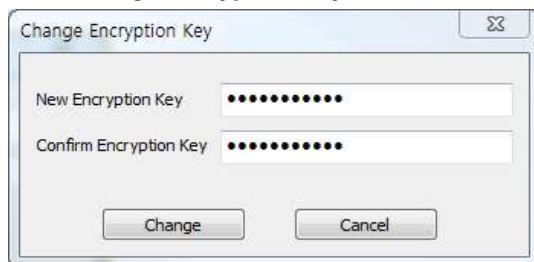 Change Encryption Key
New Encryption Key •••••••••••
Confirm Encryption Key •••••••••••
Change Cancel